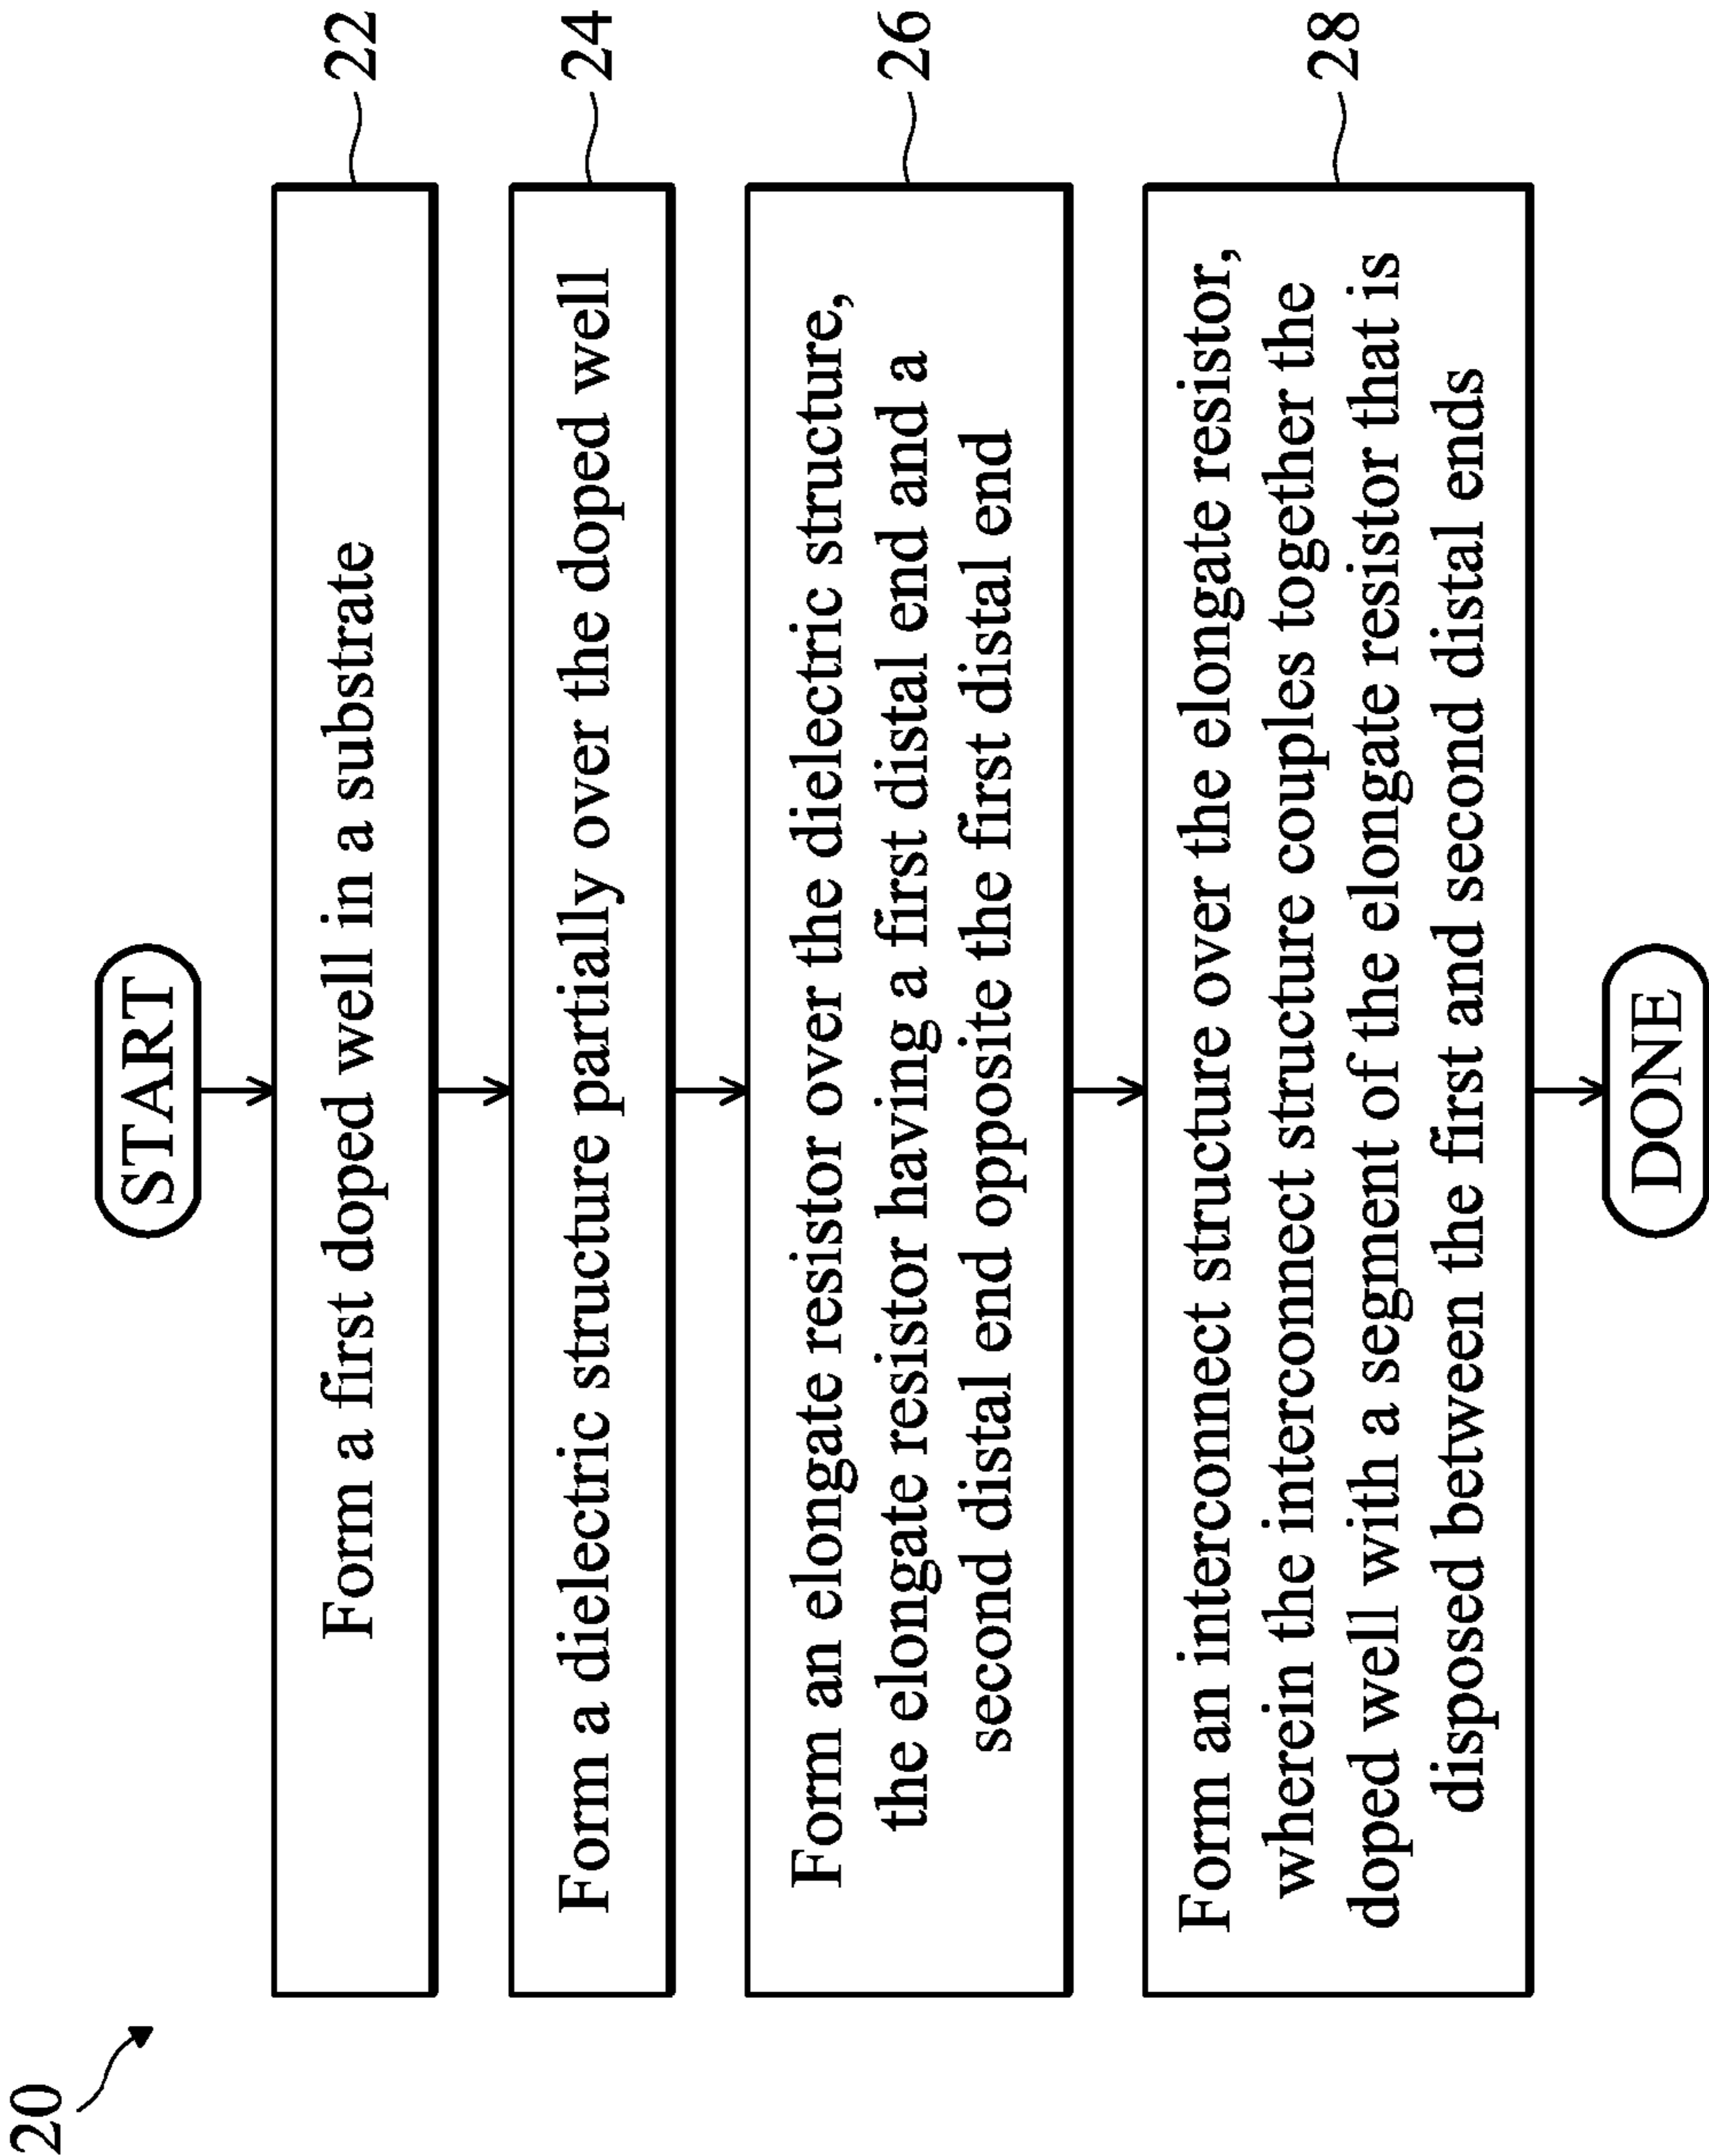 20
START
Form a first doped well in a substrate
22
Form a dielectric structure partially over the doped well
24
Form an elongate resistor over the dielectric structure,
the elongate resistor having a first distal end and a
second distal end opposite the first distal end
26
Form an interconnect structure over the elongate resistor,
wherein the interconnect structure couples together the
doped well with a segment of the elongate resistor that is
disposed between the first and second distal ends
28
DONE